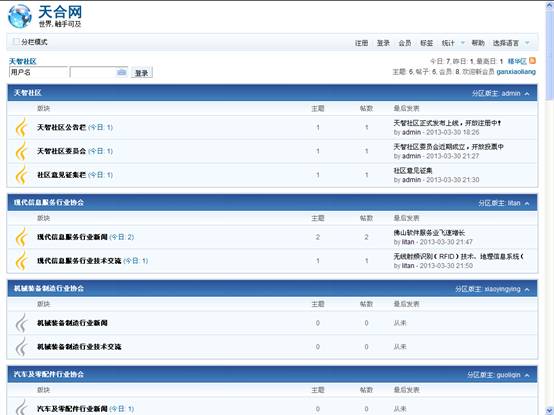 天合网
世界, 触手可及
分栏模式
注册 登录 会员 标签 统计 帮助 选择语言
天智社区
今日: 7, 昨日: 1, 最高日: 1 精华区
用户名 登录
主题: 6, 帖子: 6, 会员: 8, 欢迎新会员 ganxiaoliang
天智社区 分区版主: admin
版块 主题 帖数 最后发表
天智社区公告栏 (今日: 1) 1 1 天智社区正式发布上线，开放注册中!
by admin - 2013-03-30 18:26
天智社区委员会 (今日: 1) 1 1 天智社区委员会近期成立，开放投票中
by admin - 2013-03-30 21:27
社区意见征集栏 (今日: 1) 1 1 社区意见征集
by admin - 2013-03-30 21:30
现代信息服务行业协会 分区版主: litan
版块 主题 帖数 最后发表
现代信息服务行业新闻 (今日: 2) 2 2 佛山软件服务业飞速增长
by litan - 2013-03-30 21:47
现代信息服务行业技术交流 (今日: 1) 1 1 无线射频识别(RFID)技术、地理信息系统(
by litan - 2013-03-30 21:50
机械装备制造行业协会 分区版主: xiaoyingying
版块 主题 帖数 最后发表
机械装备制造行业新闻 0 0 从未
机械装备制造行业技术交流 0 0 从未
汽车及零配件行业协会 分区版主: guoliqin
版块 主题 帖数 最后发表
汽车及零配件行业新闻 (今日: 1) 0 0 从未